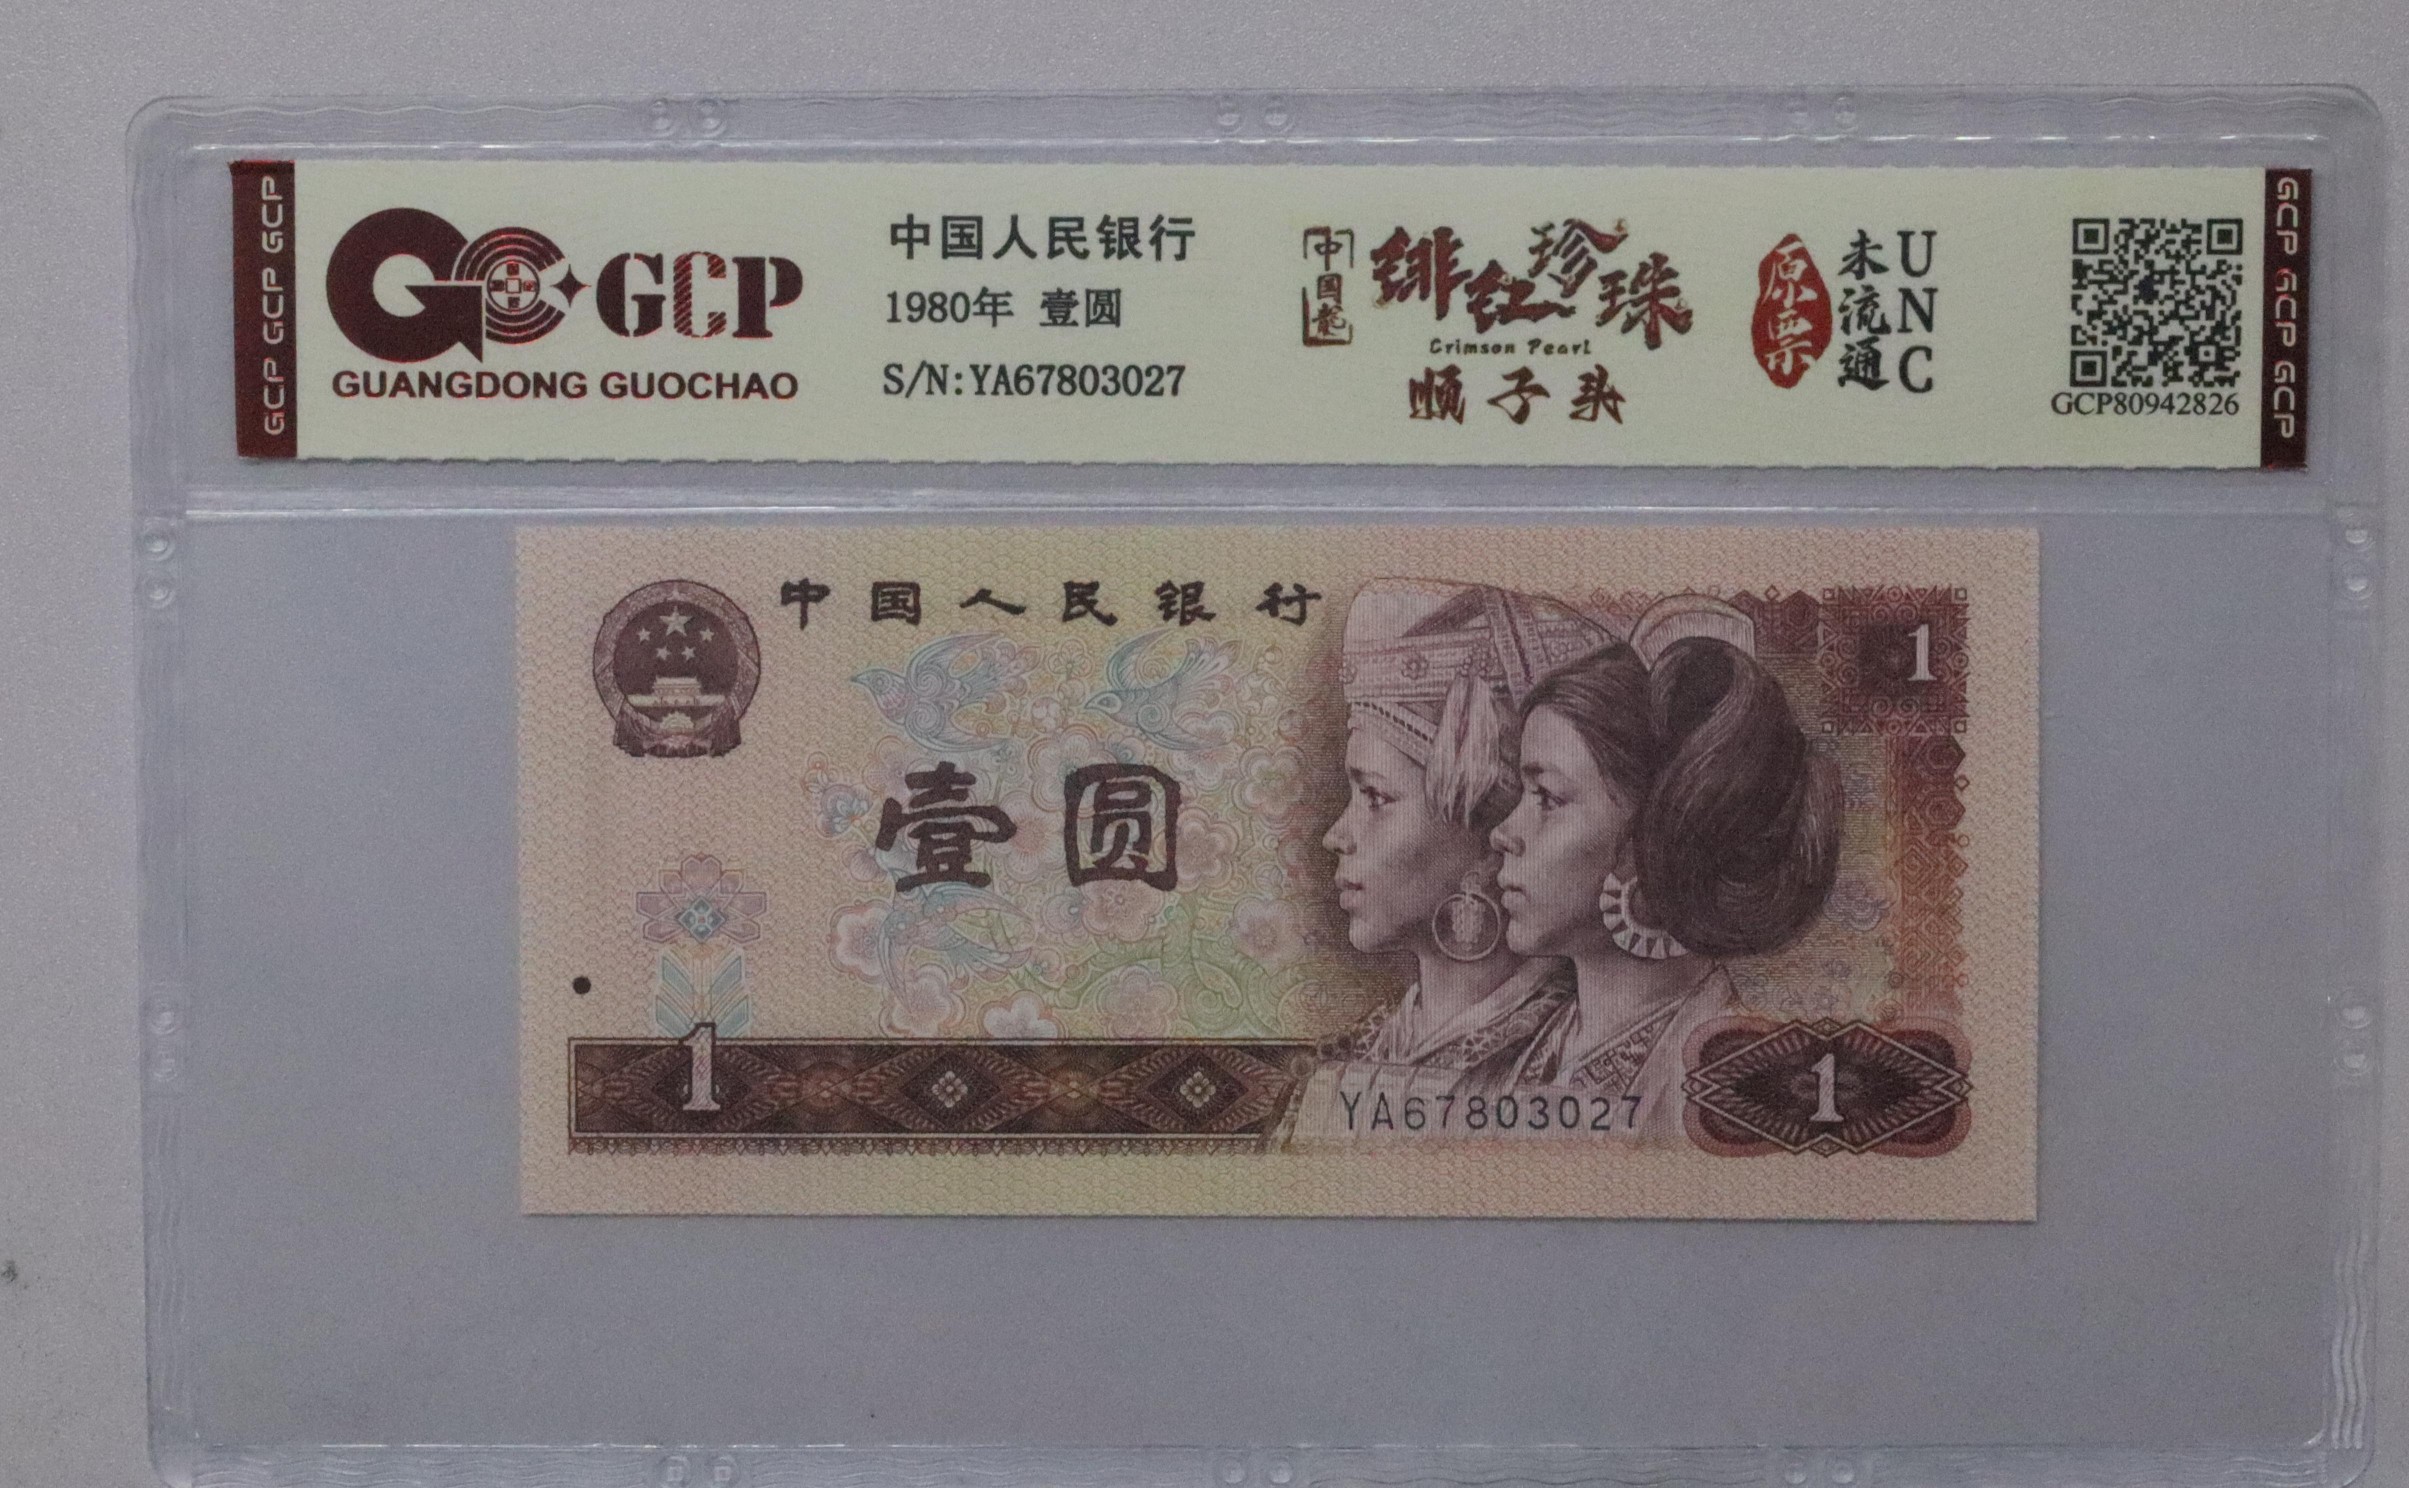 GCP GCP GCP
GCP
GUANGDONG GUOCHAO
中国人民银行
1980年 壹圆
S/N:YA67803027
中国龙
绯红珍珠
Crimson Pearl
顺子头
原票
未流通
UNC
GCP80942826
GCP GCP GCP
中国人民银行
1
壹圆
1
YA67803027
1